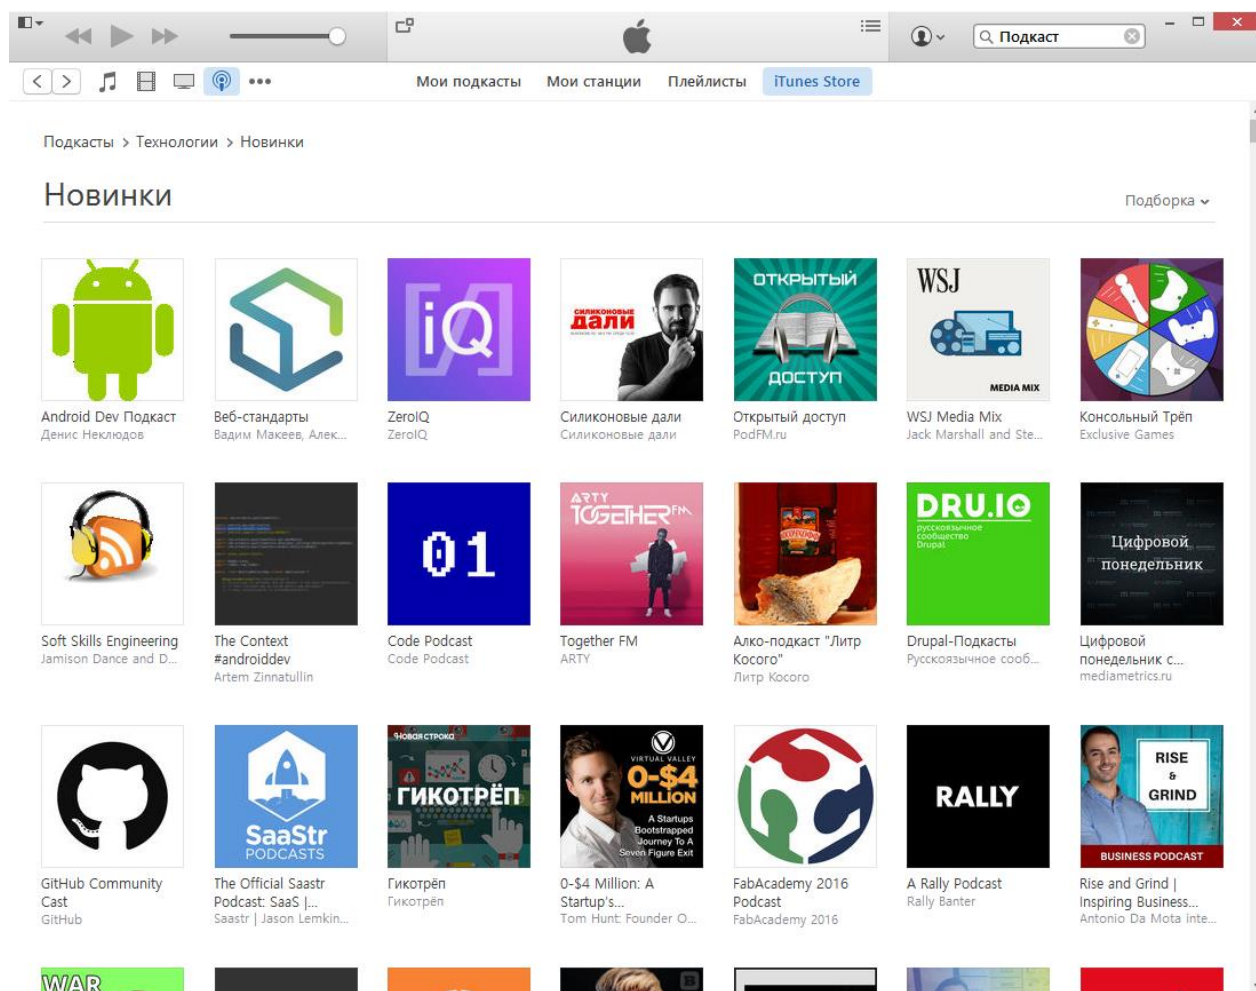 Подкаст
Мои подкасты Мои станции Плейлисты iTunes Store
Подкасты > Технологии > Новинки
Новинки
Подборка
iQ
СИЛИКОНОВЫЕ
ДАЛИ
ОТКРЫТЫЙ
ДОСТУП
WSJ
MEDIA MIX
Android Dev Подкаст
Денис Неклюдов
Веб-стандарты
Вадим Макеев, Алек...
ZeroIQ
ZeroIQ
Силиконовые дали
Силиконовые дали
Открытый доступ
PodFM.ru
WSJ Media Mix
Jack Marshall and Ste...
Консольный Трёп
Exclusive Games
01
ARTY
TOGETHER FM
DRU.IO
русскоязычное
сообщество
Drupal
Цифровой
понедельник
Soft Skills Engineering
Jamison Dance and D...
The Context
#androiddev
Artem Zinnatullin
Code Podcast
Code Podcast
Together FM
ARTY
Алко-подкаст "Литр
Косого"
Литр Косого
Drupal-Подкасты
Русскоязычное сооб...
Цифровой
понедельник с...
mediametrics.ru
SaaStr
PODCASTS
Новая строка
ГИКОТРЁП
VIRTUAL VALLEY
0-$4
MILLION
A Startups
Bootstrapped
Journey To A
Seven Figure Exit
RALLY
RISE
&
GRIND
BUSINESS PODCAST
GitHub Community
Cast
GitHub
The Official Saastr
Podcast: SaaS |...
Saastr | Jason Lemkin...
Гикотрёп
Гикотрёп
0-$4 Million: A
Startup's...
Tom Hunt: Founder O...
FabAcademy 2016
Podcast
FabAcademy 2016
A Rally Podcast
Rally Banter
Rise and Grind |
Inspiring Business...
Antonio Da Mota inte...
WAR